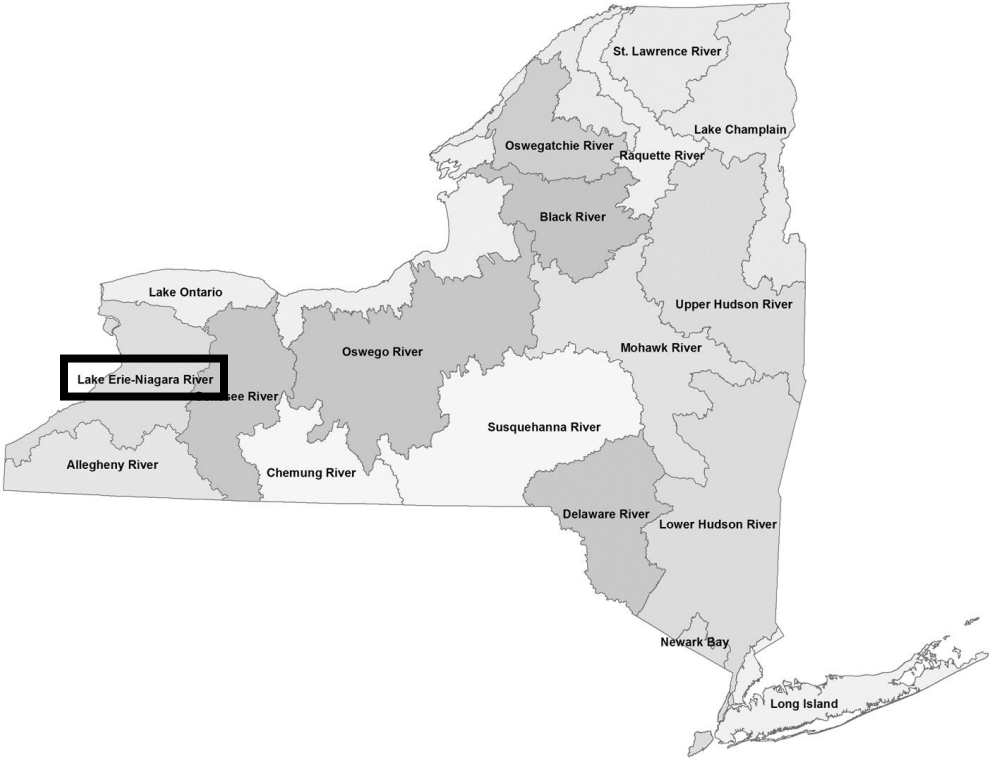 St. Lawrence River
Lake Champlain
Oswegatchie River
Raquette River
Black River
Lake Ontario
Upper Hudson River
Mohawk River
Oswego River
Lake Erie-Niagara River
River
Susquehanna River
Allegheny River
Chemung River
Delaware River
Lower Hudson River
Newark Bay
Long Island